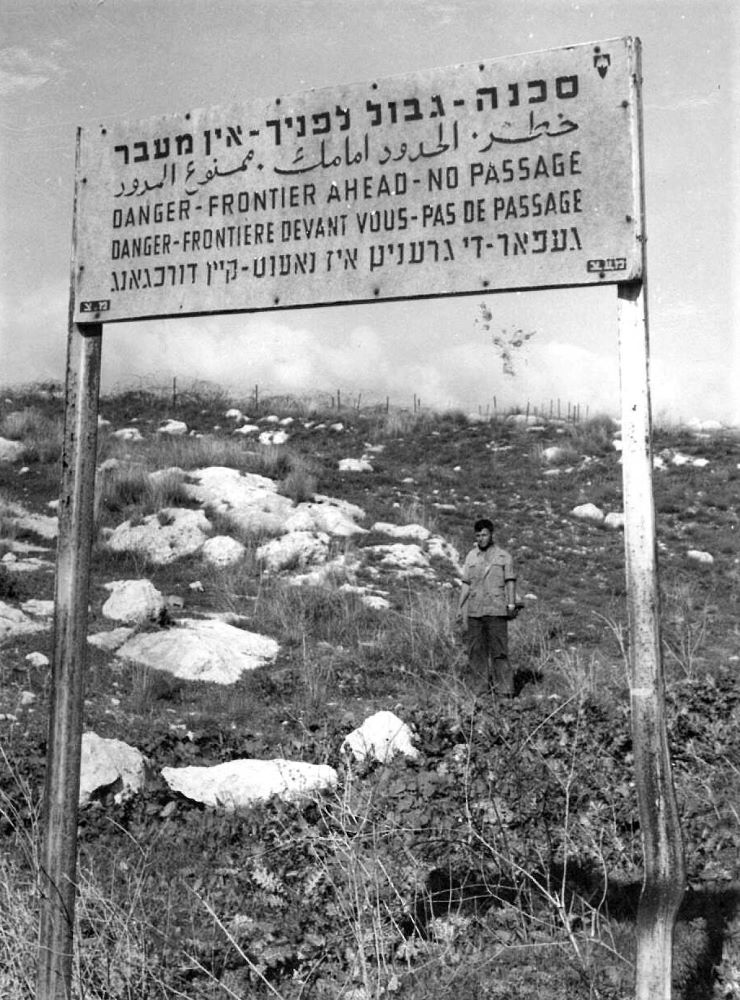 סכנה-גבול לפניך-אין מעבר
خطر. الحدود امامك. ممنوع المرور
DANGER-FRONTIER AHEAD-NO PASSAGE
DANGER-FRONTIERE DEVANT VOUS-PAS DE PASSAGE
געפאר-די איז נאענט-קיין דורכגאנג
מ.צ